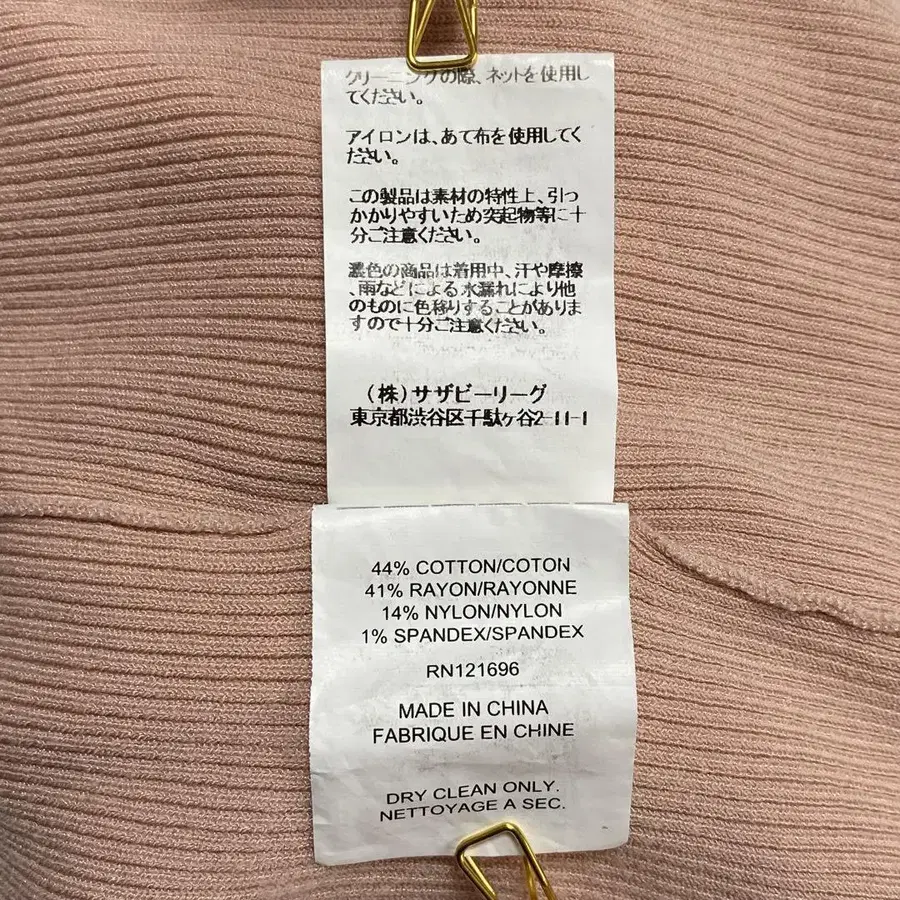 クリーニングの際、ネットを使用し
てください。
アイロンは、あて布を使用してく
ださい。
この製品は素材の特性上、引っ
かかりやすいため突起物等に十
分ご注意ください。
濃色の商品は着用中、汗や摩擦
、雨などによる水漏れにより他
のものに色移りすることがありま
すので十分ご注意ください。
(株)サザビーリーグ
東京都渋谷区千駄ヶ谷2-11-1
44% COTTON/COTON
41% RAYON/RAYONNE
14% NYLON/NYLON
1% SPANDEX/SPANDEX
RN121696
MADE IN CHINA
FABRIQUE EN CHINE
DRY CLEAN ONLY.
NETTOYAGE A SEC.